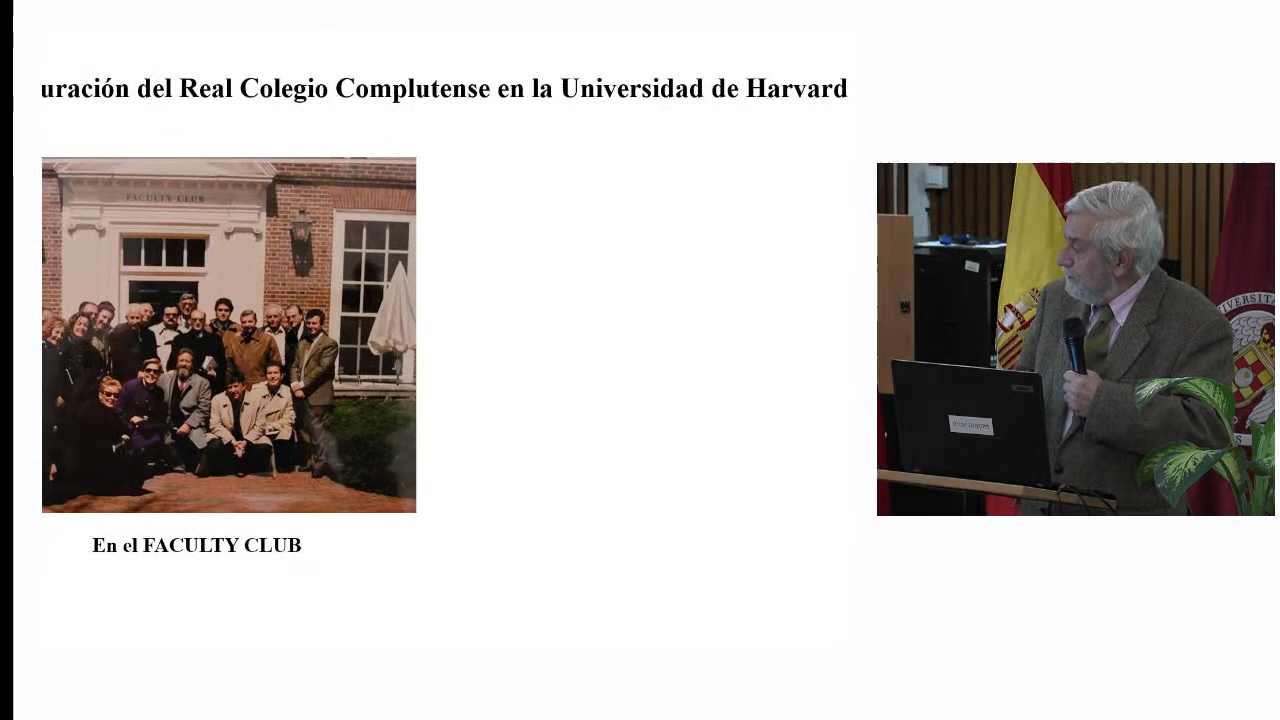 uración del Real Colegio Complutense en la Universidad de Harvard
FACULTY CLUB
En el FACULTY CLUB